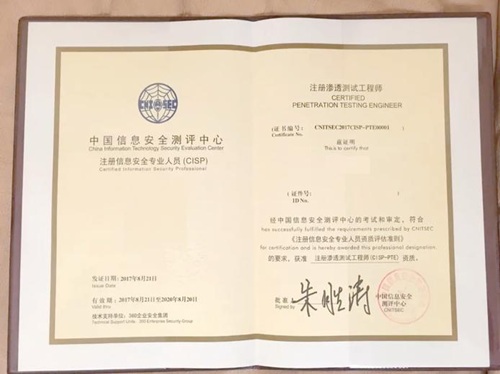 CNITSEC
中国信息安全测评中心
China Information Technology Security Evaluation Center
注册信息安全专业人员(CISP)
Certified Information Security Professional
发证日期 2017年8月21日
Issue Date
有效期 2017年8月21日至2020年8月20日
Valid thru
技术支持单位：360企业安全集团
Technical Support Unit：360 Enterprise Security Group
注册渗透测试工程师
CERTIFIED
PENETRATION TESTING ENGINEER
(证书编号) CNITSEC2017CISP-PTE00001
Certificate No.
兹证明
This to certify that
(证件号)
ID No.
经中国信息安全测评中心的考试和审定，符合
has successfully fulfilled the requirements prescribed by CNITSEC
《注册信息安全专业人员资质评估准则》
for certification and is hereby awarded this professional designation.
的要求，获准 注册渗透测试工程师(CISP-PTE) 资质。
批准
Signed by
朱胜涛
中国信息安全
测评中心
CNITSEC